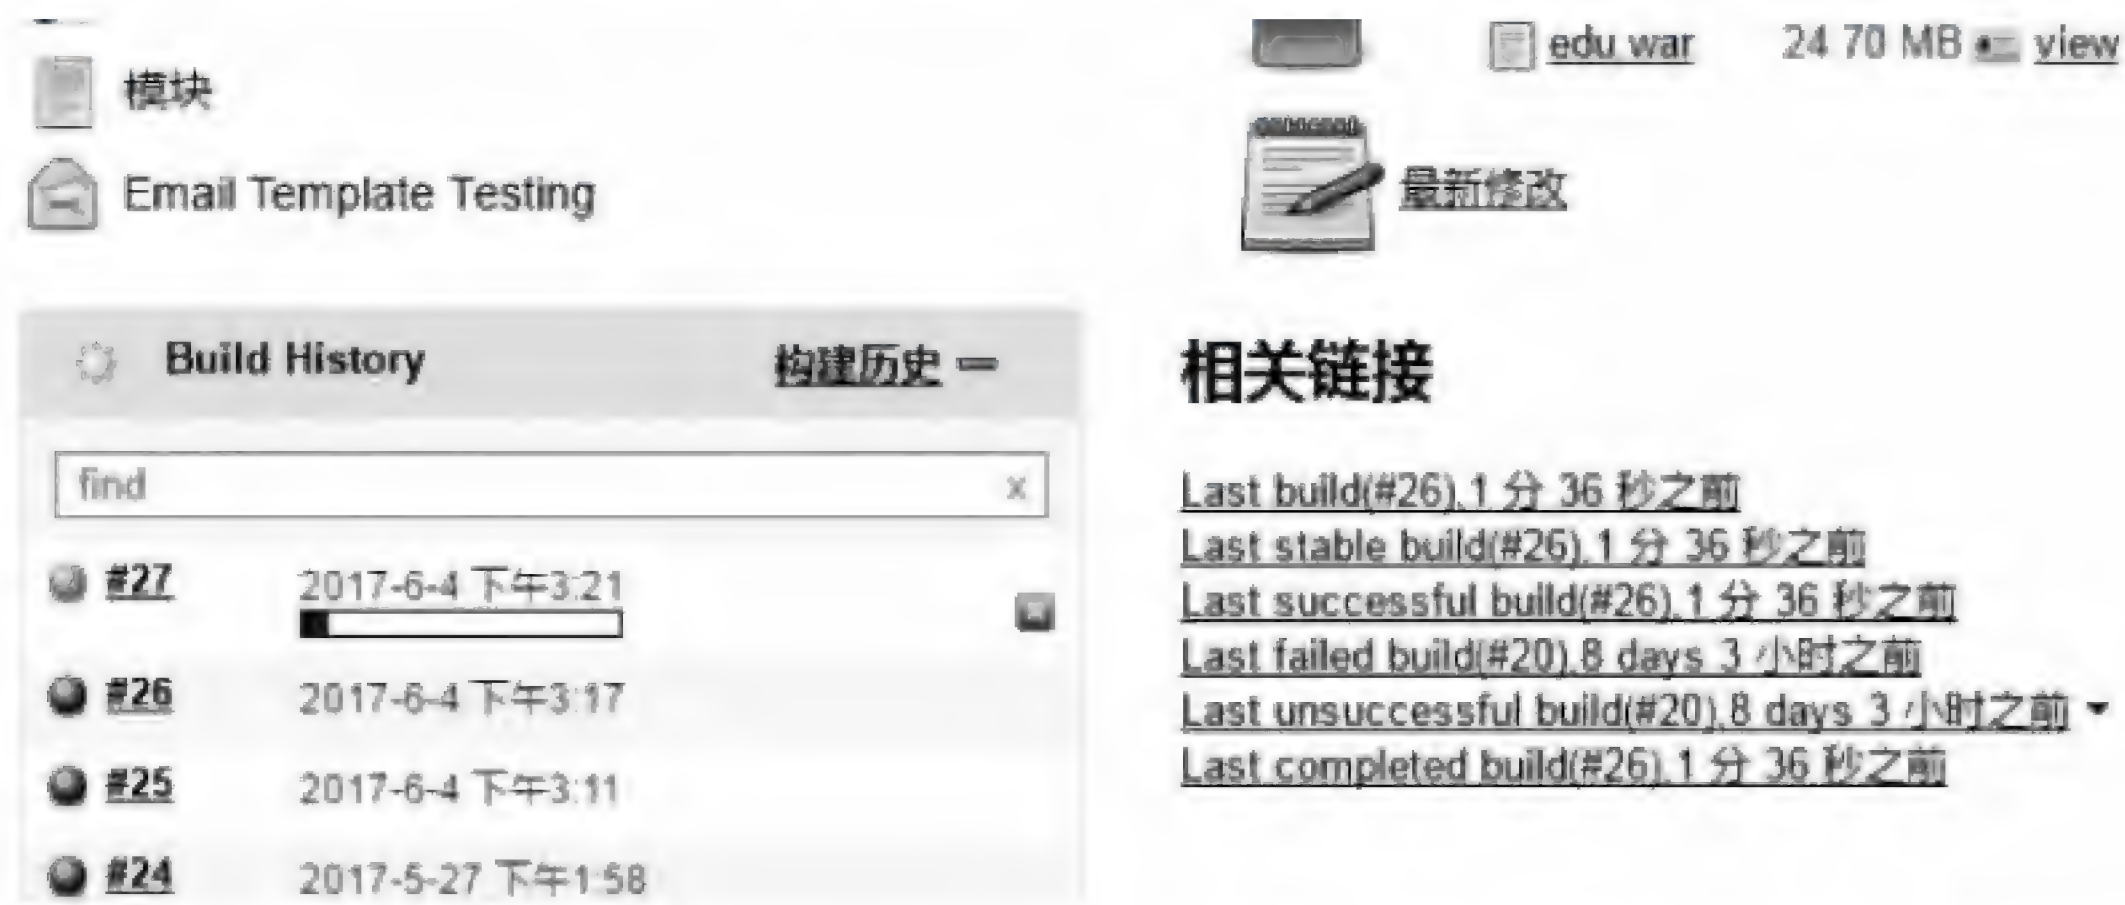 模块
Email Template Testing
Build History 构建历史
find x
#27 2017-6-4 下午3:21
#26 2017-6-4 下午3:17
#25 2017-6-4 下午3:11
#24 2017-5-27 下午1:58
edu.war 24.70 MB view
最新修改
相关链接
Last build(#26),1 分 36 秒之前
Last stable build(#26),1 分 36 秒之前
Last successful build(#26),1 分 36 秒之前
Last failed build(#20),8 days 3 小时之前
Last unsuccessful build(#20),8 days 3 小时之前
Last completed build(#26),1 分 36 秒之前